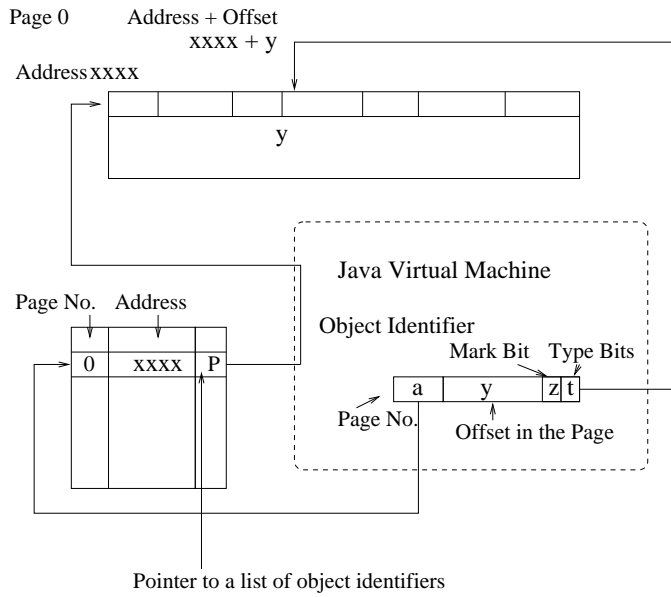 Page 0
Address + Offset
xxxx + y
Address xxxx
y
Java Virtual Machine
Page No. Address
Object Identifier
Mark Bit Type Bits
0 xxxx P
a y z t
Page No.
Offset in the Page
Pointer to a list of object identifiers